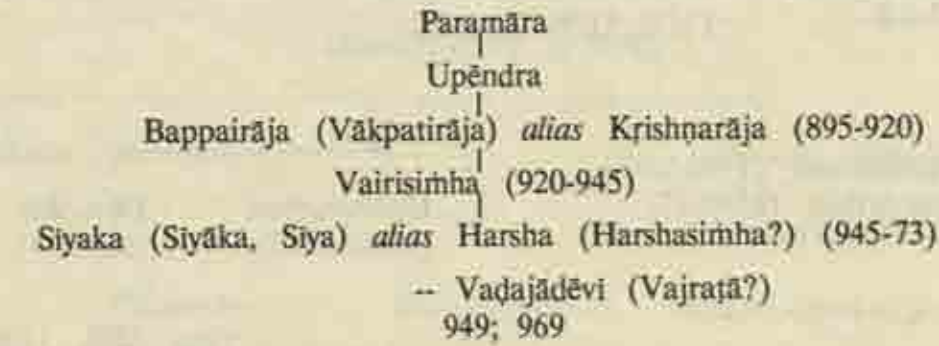 Paramāra
Upēndra
Bappairāja (Vākpatirāja) alias Kṛishṇarāja (895-920)
Vairisiṁha (920-945)
Siyaka (Siyāka, Siya) alias Harsha (Harshasiṁha?) (945-73)
-- Vaḍajādēvi (Vajraṭā?)
949; 969